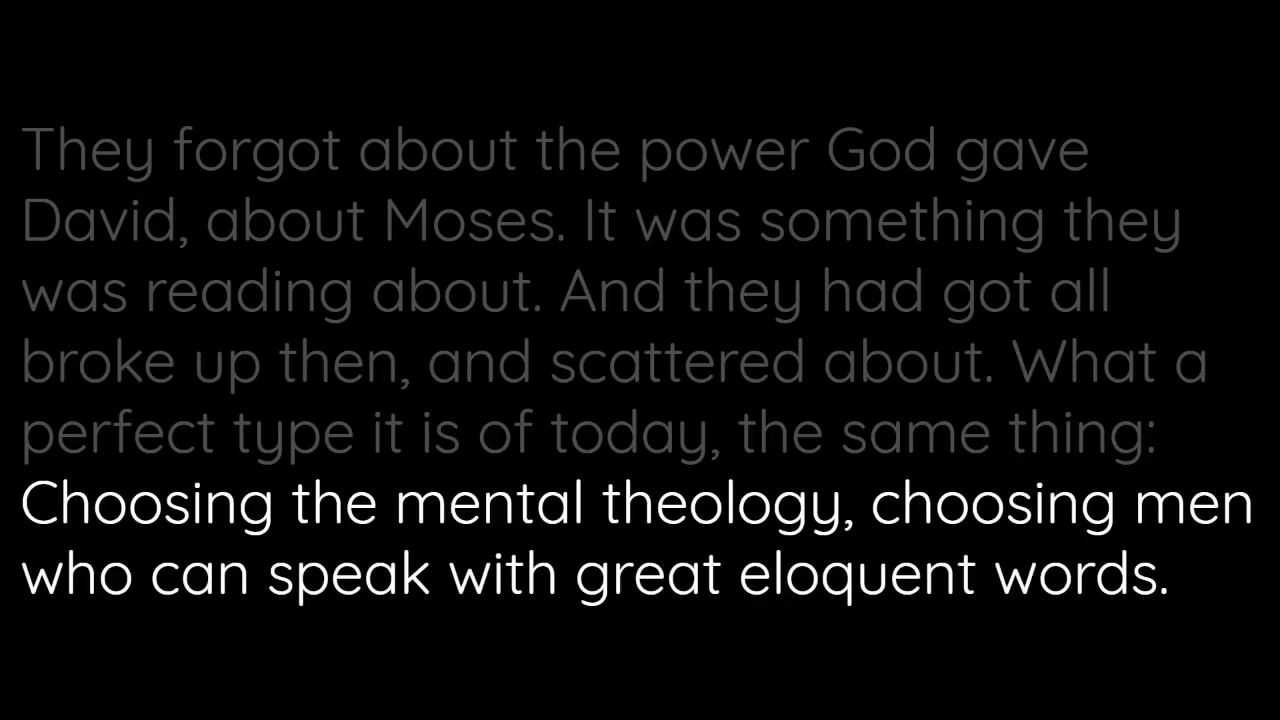 They forgot about the power God gave
David, about Moses. It was something they
was reading about. And they had got all
broke up then, and scattered about. What a
perfect type it is of today, the same thing:
Choosing the mental theology, choosing men
who can speak with great eloquent words.